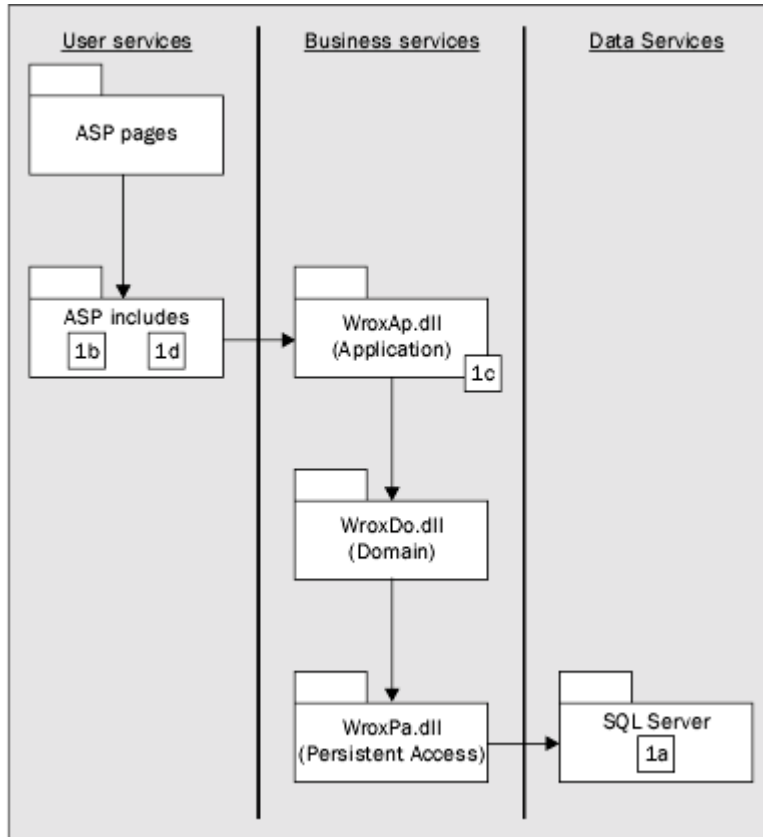 User services
Business services
Data Services
ASP pages
ASP includes
1b 1d
WroxAp.dll
(Application)
1c
WroxDo.dll
(Domain)
WroxPa.dll
(Persistent Access)
SQL Server
1a